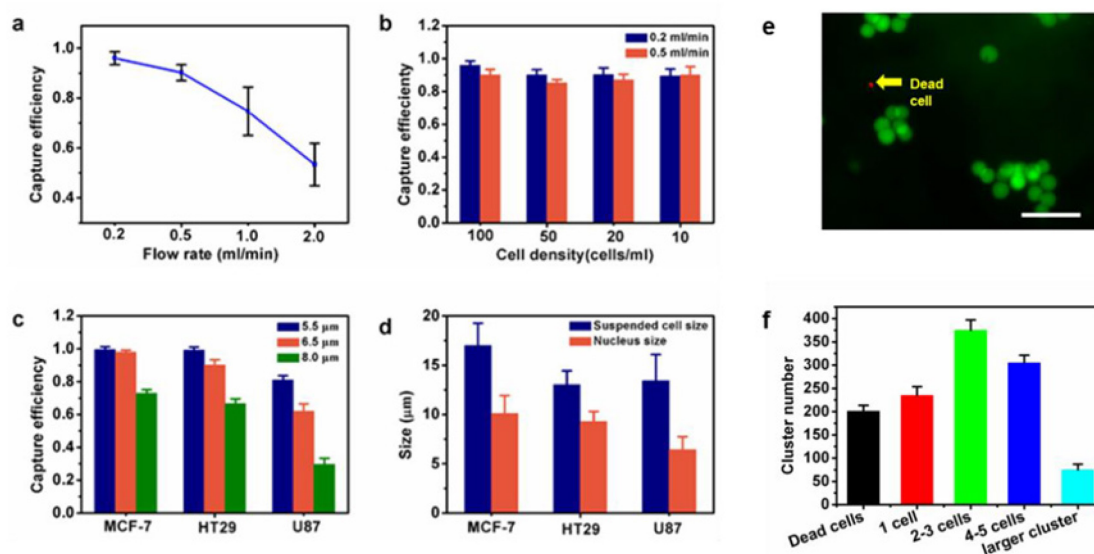 a
Capture efficiency
1.0
0.8
0.6
0.4
0.2 0.5 1.0 2.0
Flow rate (ml/min)
b
0.2 ml/min
0.5 ml/min
Capture effecienty
1.0
0.8
0.6
0.4
0.2
0.0
100 50 20 10
Cell density(cells/ml)
e
Dead
cell
c
5.5 µm
6.5 µm
8.0 µm
Capture efficiency
1.2
1.0
0.8
0.6
0.4
0.2
0.0
MCF-7 HT29 U87
d
Suspended cell size
Nucleus size
Size (µm)
20
15
10
5
0
MCF-7 HT29 U87
f
Cluster number
400
350
300
250
200
150
100
50
0
Dead cells 1 cell 2-3 cells 4-5 cells larger cluster